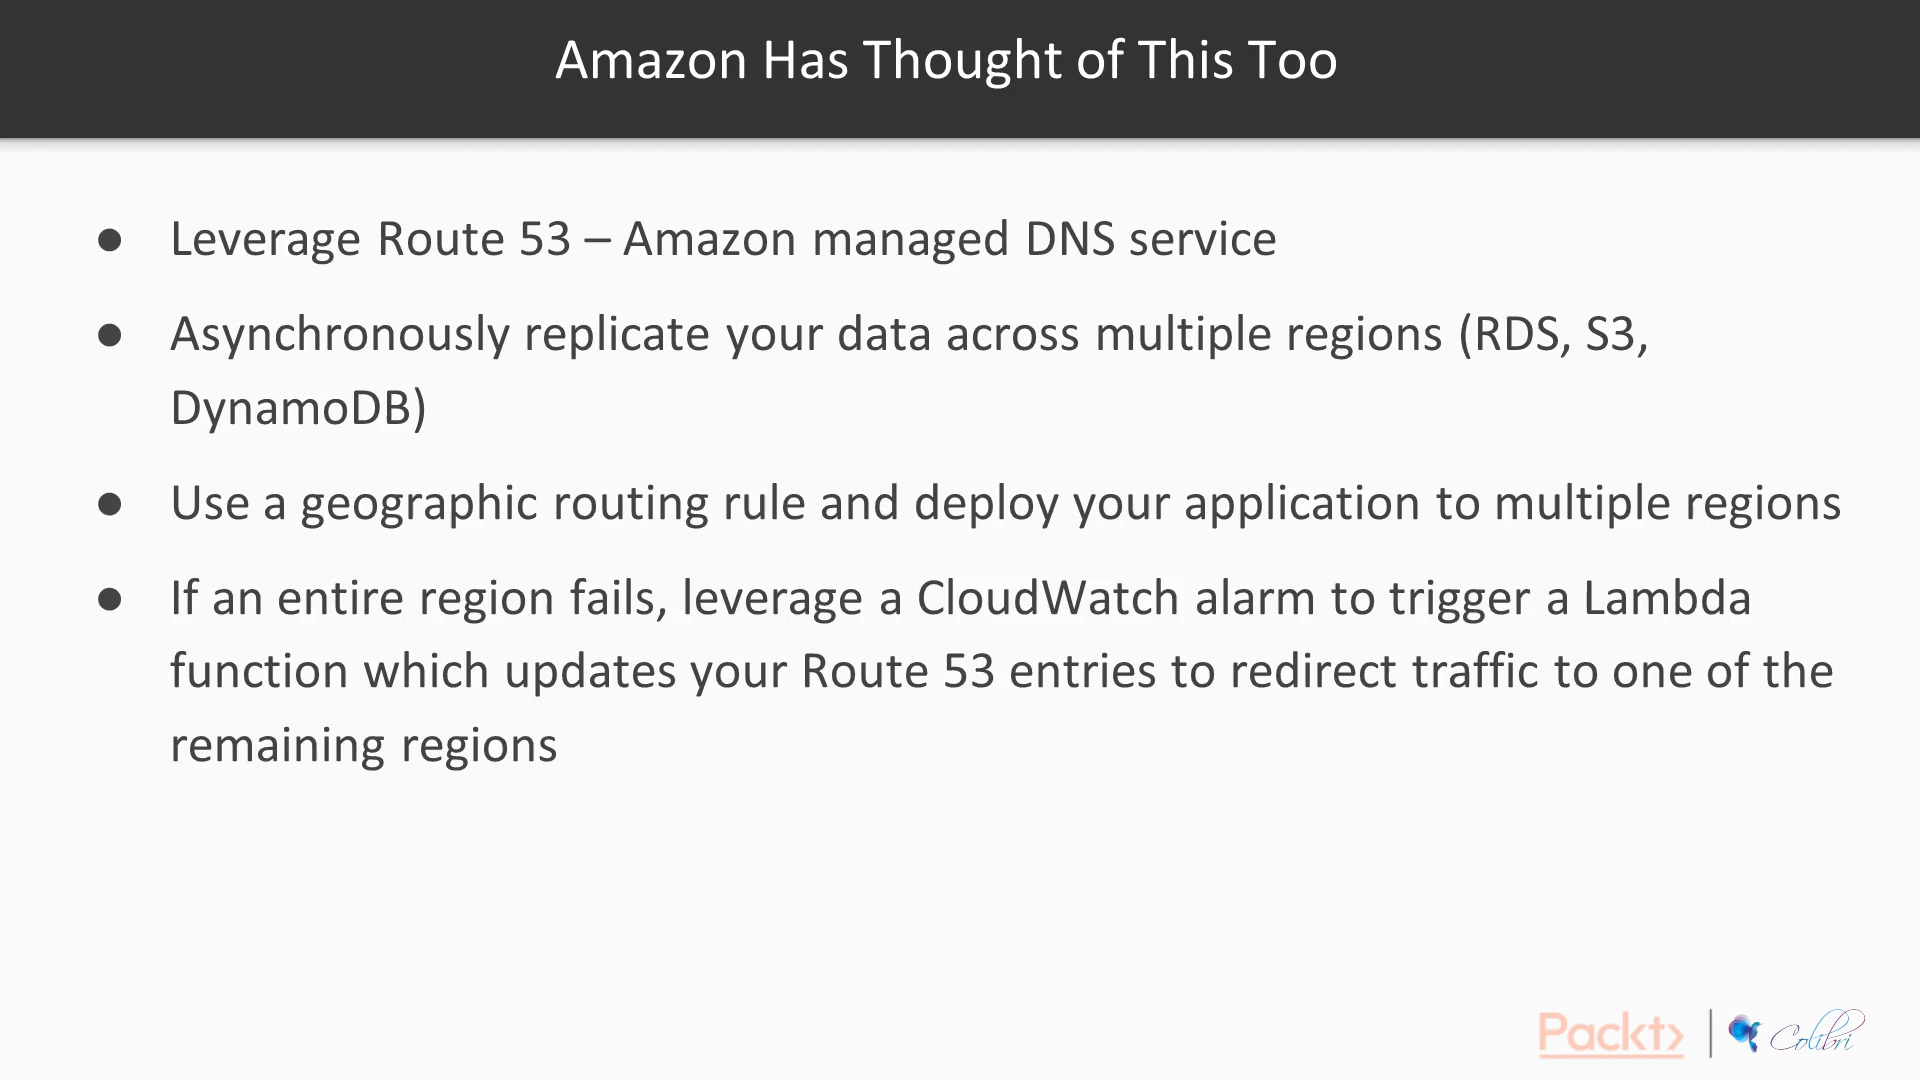 Amazon Has Thought of This Too
● Leverage Route 53 – Amazon managed DNS service
● Asynchronously replicate your data across multiple regions (RDS, S3,
DynamoDB)
● Use a geographic routing rule and deploy your application to multiple regions
● If an entire region fails, leverage a CloudWatch alarm to trigger a Lambda
function which updates your Route 53 entries to redirect traffic to one of the
remaining regions
Packt> | Colibri